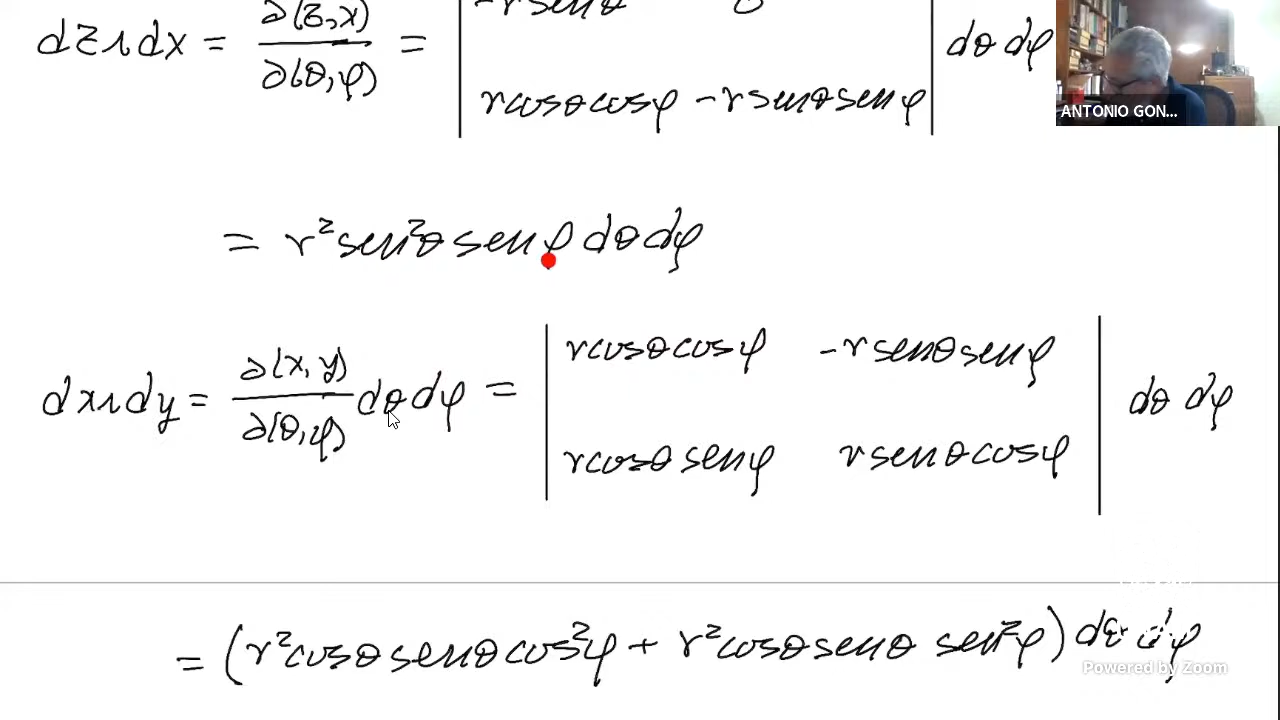 dz∧dx = ∂(z,x)/∂(θ,φ) = | -r senθ 0 | dθ dφ
| r cosθ cosφ -r senθ senφ |
ANTONIO GON...
= r² sen²θ senφ dθ dφ
dx∧dy = ∂(x,y)/∂(θ,φ) dθ dφ = | r cosθ cosφ -r senθ senφ | dθ dφ
| r cosθ senφ r senθ cosφ |
= (r² cosθ senθ cos²φ + r² cosθ senθ sen²φ) dθ dφ
Powered by Zoom